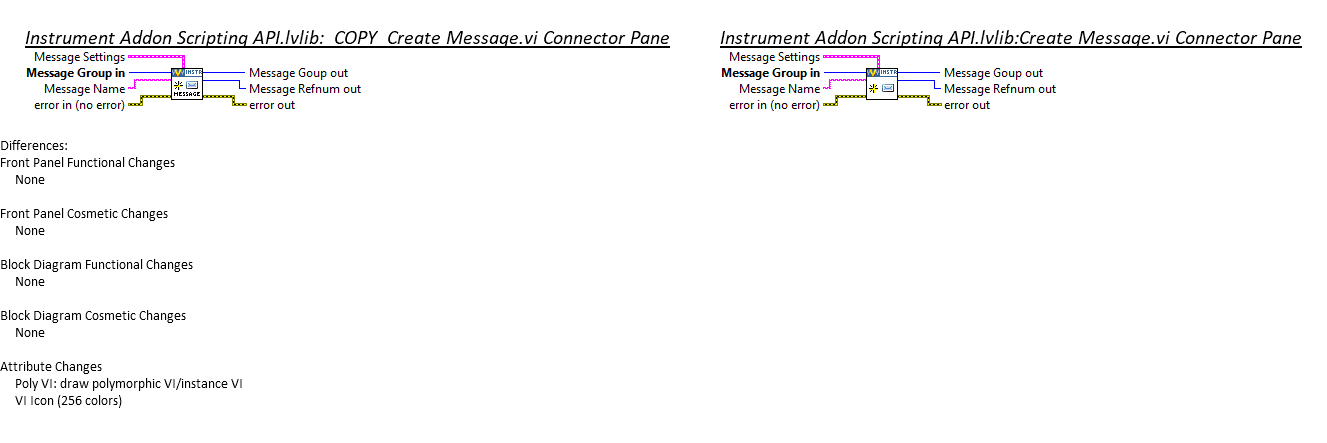 Instrument Addon Scripting API.lvlib:_COPY_Create Message.vi Connector Pane
Message Settings
Message Group in
Message Name
error in (no error)
INSTR
MESSAGE
Message Goup out
Message Refnum out
error out
Instrument Addon Scripting API.lvlib:Create Message.vi Connector Pane
Message Settings
Message Group in
Message Name
error in (no error)
INSTR
Message Goup out
Message Refnum out
error out
Differences:
Front Panel Functional Changes
None
Front Panel Cosmetic Changes
None
Block Diagram Functional Changes
None
Block Diagram Cosmetic Changes
None
Attribute Changes
Poly VI: draw polymorphic VI/instance VI
VI Icon (256 colors)